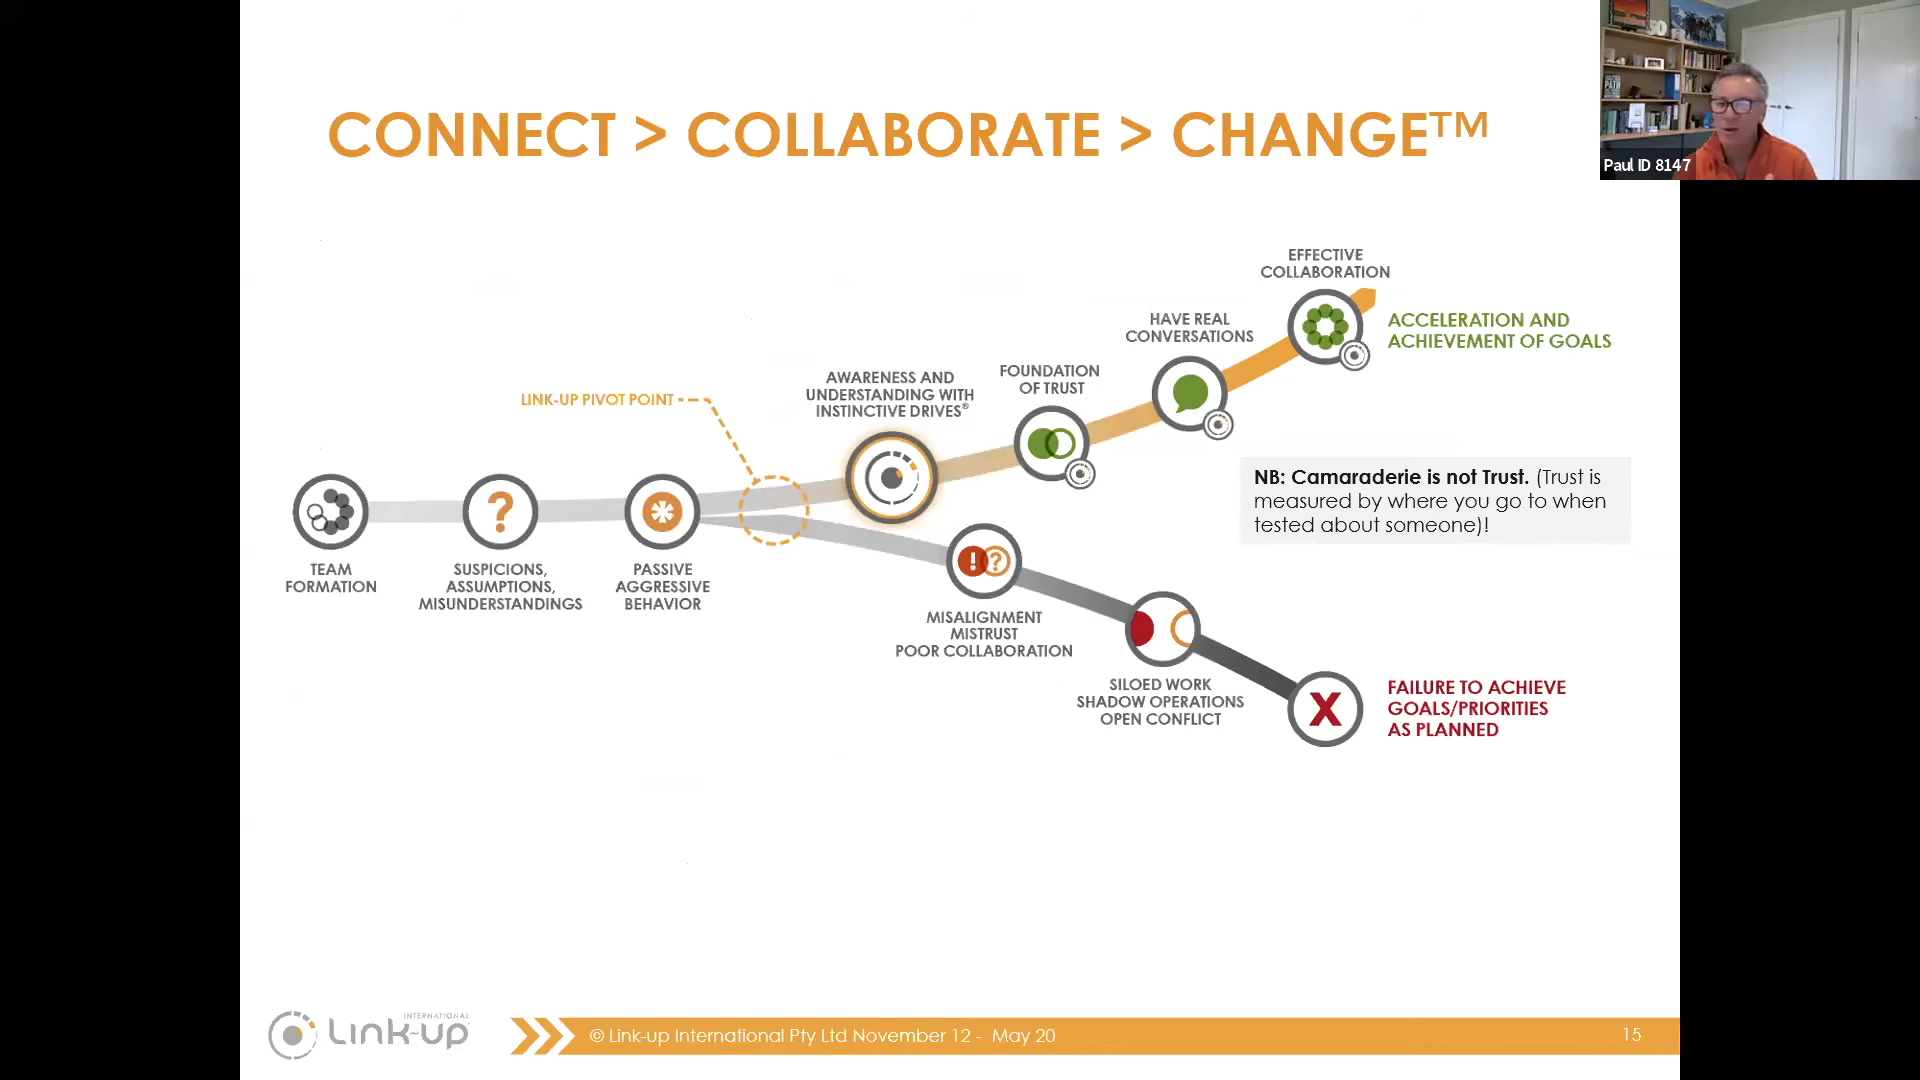 CONNECT > COLLABORATE > CHANGE™
Paul ID 8147
EFFECTIVE
COLLABORATION
ACCELERATION AND
ACHIEVEMENT OF GOALS
HAVE REAL
CONVERSATIONS
FOUNDATION
OF TRUST
AWARENESS AND
UNDERSTANDING WITH
INSTINCTIVE DRIVES®
LINK-UP PIVOT POINT
NB: Camaraderie is not Trust. (Trust is
measured by where you go to when
tested about someone)!
?
TEAM
FORMATION
SUSPICIONS,
ASSUMPTIONS,
MISUNDERSTANDINGS
PASSIVE
AGGRESSIVE
BEHAVIOR
! ?
MISALIGNMENT
MISTRUST
POOR COLLABORATION
SILOED WORK
SHADOW OPERATIONS
OPEN CONFLICT
X
FAILURE TO ACHIEVE
GOALS/PRIORITIES
AS PLANNED
INTERNATIONAL
Link-up
© Link-up International Pty Ltd November 12 - May 20
15